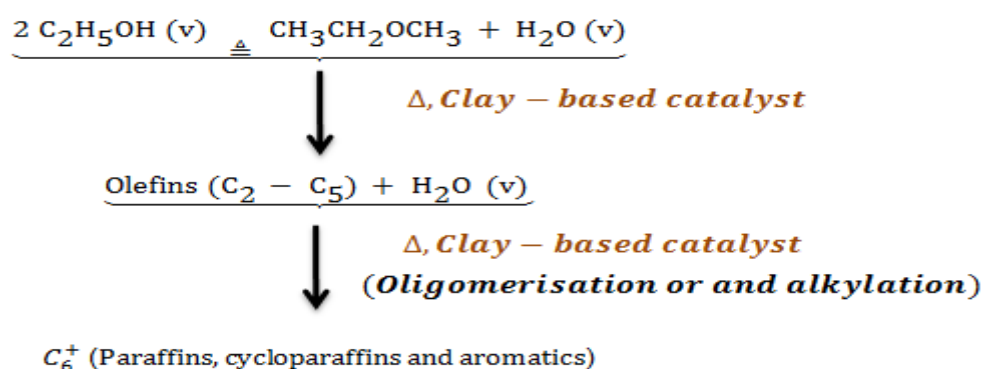 2 C₂H₅OH (v) ≜ CH₃CH₂OCH₃ + H₂O (v)
Δ, Clay − based catalyst
Olefins (C₂ − C₅) + H₂O (v)
Δ, Clay − based catalyst
(Oligomerisation or and alkylation)
C₆⁺ (Paraffins, cycloparaffins and aromatics)